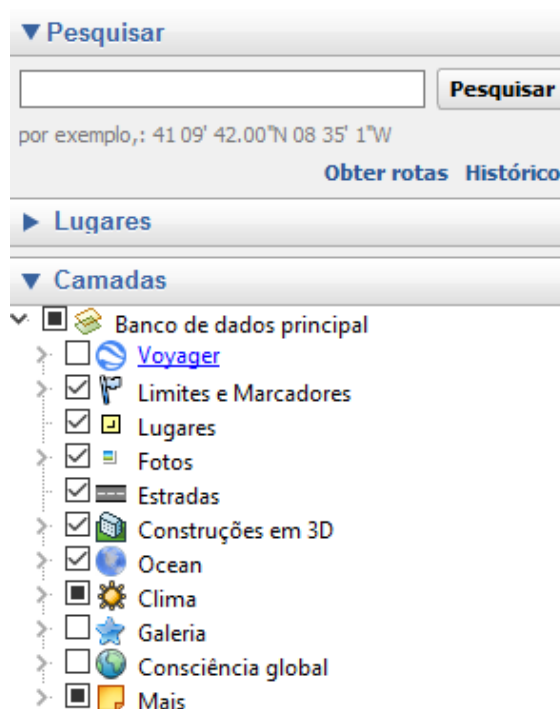 Pesquisar
Pesquisar
por exemplo,: 41 09' 42.00"N 08 35' 1"W
Obter rotas Histórico
Lugares
Camadas
Banco de dados principal
Voyager
Limites e Marcadores
Lugares
Fotos
Estradas
Construções em 3D
Ocean
Clima
Galeria
Consciência global
Mais